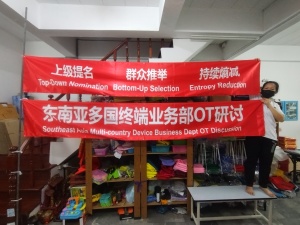 上级提名 群众推举 持续熵减
Top-Down Nomination Bottom-Up Selection Entropy Reduction
东南亚多国终端业务部OT研讨
Southeast Asia Multi-country Device Business Dept OT Discussion